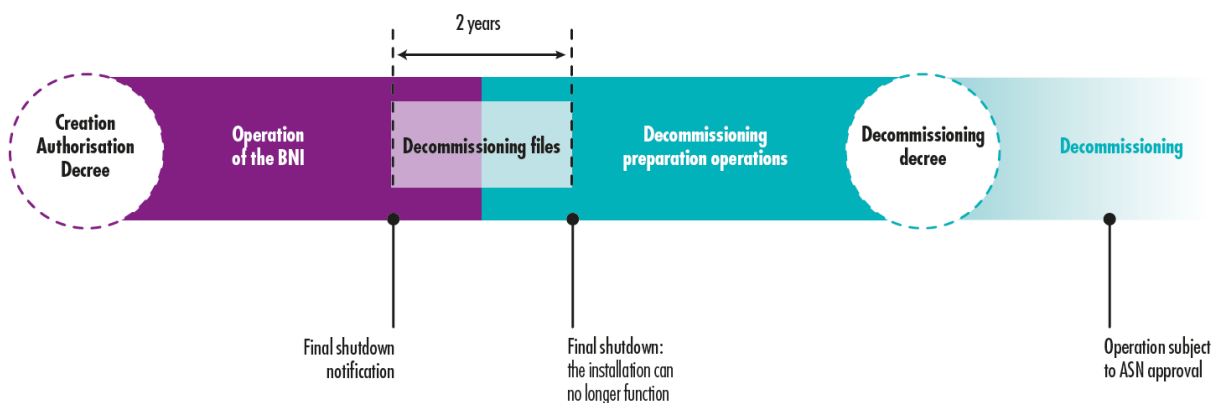 2 years
Creation
Authorisation
Decree
Operation
of the BNI
Decommissioning files
Decommissioning
preparation operations
Decommissioning
decree
Decommissioning
Final shutdown
notification
Final shutdown:
the installation can
no longer function
Operation subject
to ASN approval